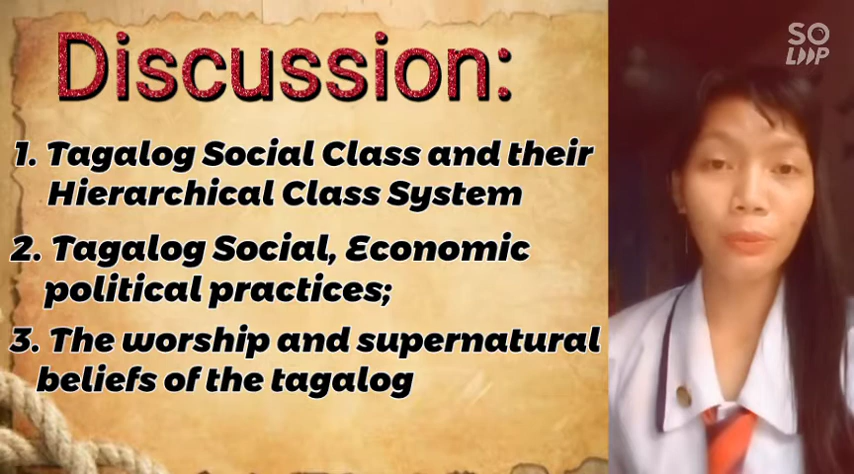 Discussion:
1. Tagalog Social Class and their
Hierarchical Class System
2. Tagalog Social, Economic
political practices;
3. The worship and supernatural
beliefs of the tagalog
SO
LOOP